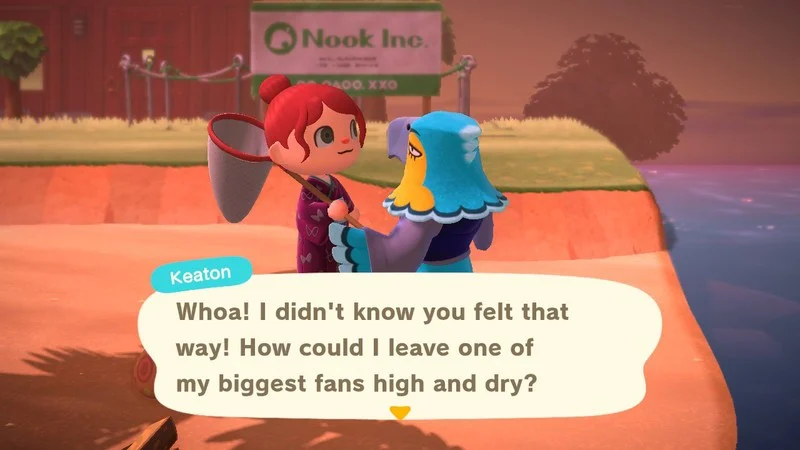 Nook Inc.
Keaton
Whoa! I didn't know you felt that
way! How could I leave one of
my biggest fans high and dry?